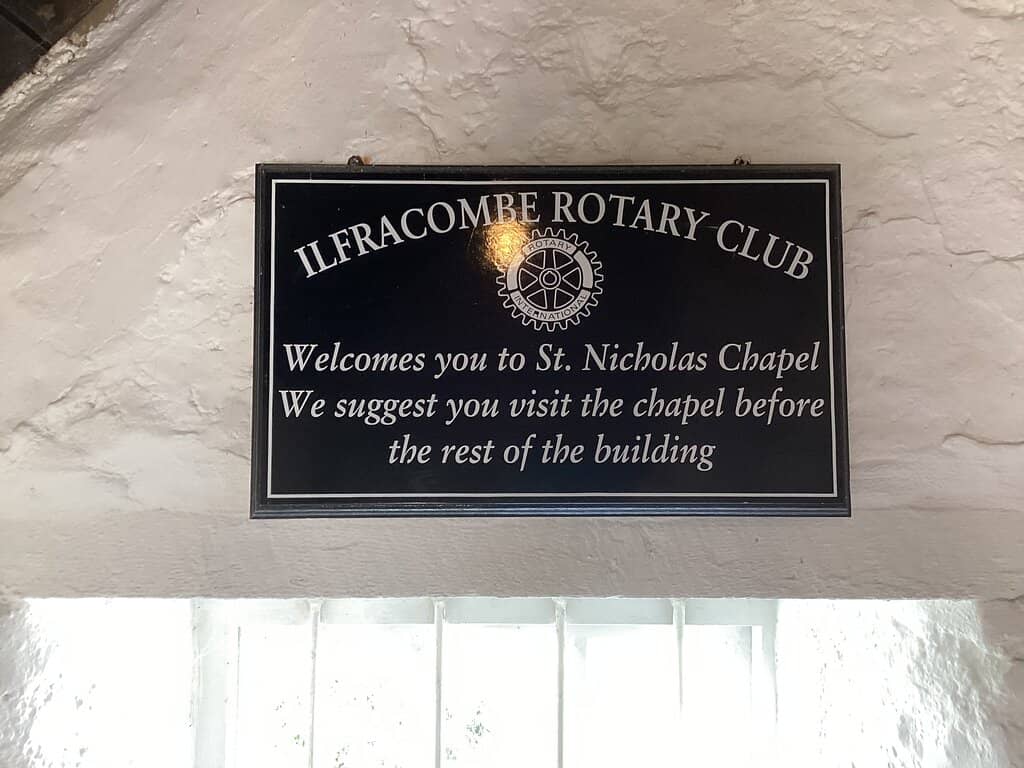 ILFRACOMBE ROTARY CLUB
ROTARY
INTERNATIONAL
Welcomes you to St. Nicholas Chapel
We suggest you visit the chapel before
the rest of the building